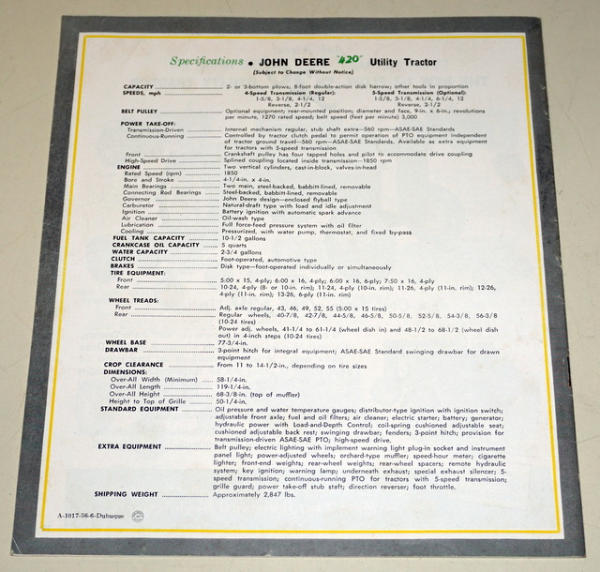 Specifications • JOHN DEERE "420" Utility Tractor
(Subject to Change Without Notice)
CAPACITY ........ 2- or 3-bottom plows, 8-foot double-action disk harrow; other tools in proportion
SPEEDS, mph ........ 4-Speed Transmission (Regular): 5-Speed Transmission (Optional):
1-5/8, 3-1/8, 4-1/4, 12 1-5/8, 3-1/8, 4-1/4, 6-1/4, 12
Reverse, 2-1/2 Reverse, 2-1/2
BELT PULLEY ........ Optional equipment; rear-mounted position; diameter and face, 9-in. x 6-in.; revolutions
per minute, 1270 rated speed; belt speed (feet per minute) 3,000
POWER TAKE-OFF:
Transmission-Driven ........ Internal mechanism regular, stub shaft extra—560 rpm—ASAE-SAE Standards
Continuous-Running ........ Controlled by tractor clutch pedal to permit operation of PTO equipment independent
of tractor ground travel—560 rpm—ASAE-SAE Standards. Available as extra equipment
for tractors with 5-speed transmission
Front ........ Crankshaft pulley has four tapped holes and pilot to accommodate drive coupling
High-Speed Drive ........ Splined coupling located inside transmission—1850 rpm
ENGINE ........ Two vertical cylinders, cast-in-block, valves-in-head
Rated Speed (rpm) ........ 1850
Bore and Stroke ........ 4-1/4-in. x 4-in.
Main Bearings ........ Two main, steel-backed, babbitt-lined, removable
Connecting Rod Bearings ........ Steel-backed, babbitt-lined, removable
Governor ........ John Deere design—enclosed flyball type
Carburetor ........ Natural-draft type with load and idle adjustment
Ignition ........ Battery ignition with automatic spark advance
Air Cleaner ........ Oil-wash type
Lubrication ........ Full force-feed pressure system with oil filter
Cooling ........ Pressurized, with water pump, thermostat, and fixed by-pass
FUEL TANK CAPACITY ........ 10-1/2 gallons
CRANKCASE OIL CAPACITY ........ 5 quarts
WATER CAPACITY ........ 2-3/4 gallons
CLUTCH ........ Foot-operated, automotive type
BRAKES ........ Disk type—foot-operated individually or simultaneously
TIRE EQUIPMENT:
Front ........ 5:00 x 15, 4-ply; 6:00 x 16, 4-ply; 6:00 x 16, 6-ply; 7:50 x 16, 4-ply
Rear ........ 10-24, 4-ply (8- or 10-in. rim); 11-24, 4-ply (10-in. rim); 11-26, 4-ply (11-in. rim); 12-26,
4-ply (11-in. rim); 13-26, 6-ply (11-in. rim)
WHEEL TREADS:
Front ........ Adj. axle regular, 43, 46, 49, 52, 55 (5:00 x 15 tires)
Rear ........ Regular wheels, 40-7/8, 42-7/8, 44-5/8, 46-5/8, 50-5/8, 52-5/8, 54-3/8, 56-3/8
(10-24 tires)
Power adj. wheels, 41-1/4 to 61-1/4 (wheel dish in) and 48-1/2 to 68-1/2 (wheel dish
out) in 4-inch steps (10-24 tires)
WHEEL BASE ........ 77-3/4-in.
DRAWBAR ........ 3-point hitch for integral equipment; ASAE-SAE Standard swinging drawbar for drawn
equipment
CROP CLEARANCE ........ From 11 to 14-1/2-in., depending on tire sizes
DIMENSIONS:
Over-All Width (Minimum) ........ 58-1/4-in.
Over-All Length ........ 119-1/4-in.
Over-All Height ........ 68-3/8-in. (top of muffler)
Height to Top of Grille ........ 50-1/4-in.
STANDARD EQUIPMENT ........ Oil pressure and water temperature gauges; distributor-type ignition with ignition switch;
adjustable front axle; fuel and oil filters; air cleaner; electric starter; battery; generator;
hydraulic power with Load-and-Depth Control; coil-spring cushioned adjustable seat;
cushioned adjustable back rest; swinging drawbar; fenders; 3-point hitch; provision for
transmission-driven ASAE-SAE PTO; high-speed drive.
EXTRA EQUIPMENT ........ Belt pulley; electric lighting with implement warning light plug-in socket and instrument
panel light; power-adjusted wheels; orchard-type muffler; speed-hour meter; cigarette
lighter; front-end weights; rear-wheel weights; rear-wheel spacers; remote hydraulic
system; key ignition; warning lamp; underneath exhaust; special exhaust silencer; 5-
speed transmission; continuous-running PTO for tractors with 5-speed transmission;
grille guard; power take-off stub shaft; direction reverser; foot throttle.
SHIPPING WEIGHT ........ Approximately 2,847 lbs.
A-1017-56-6-Dubuque